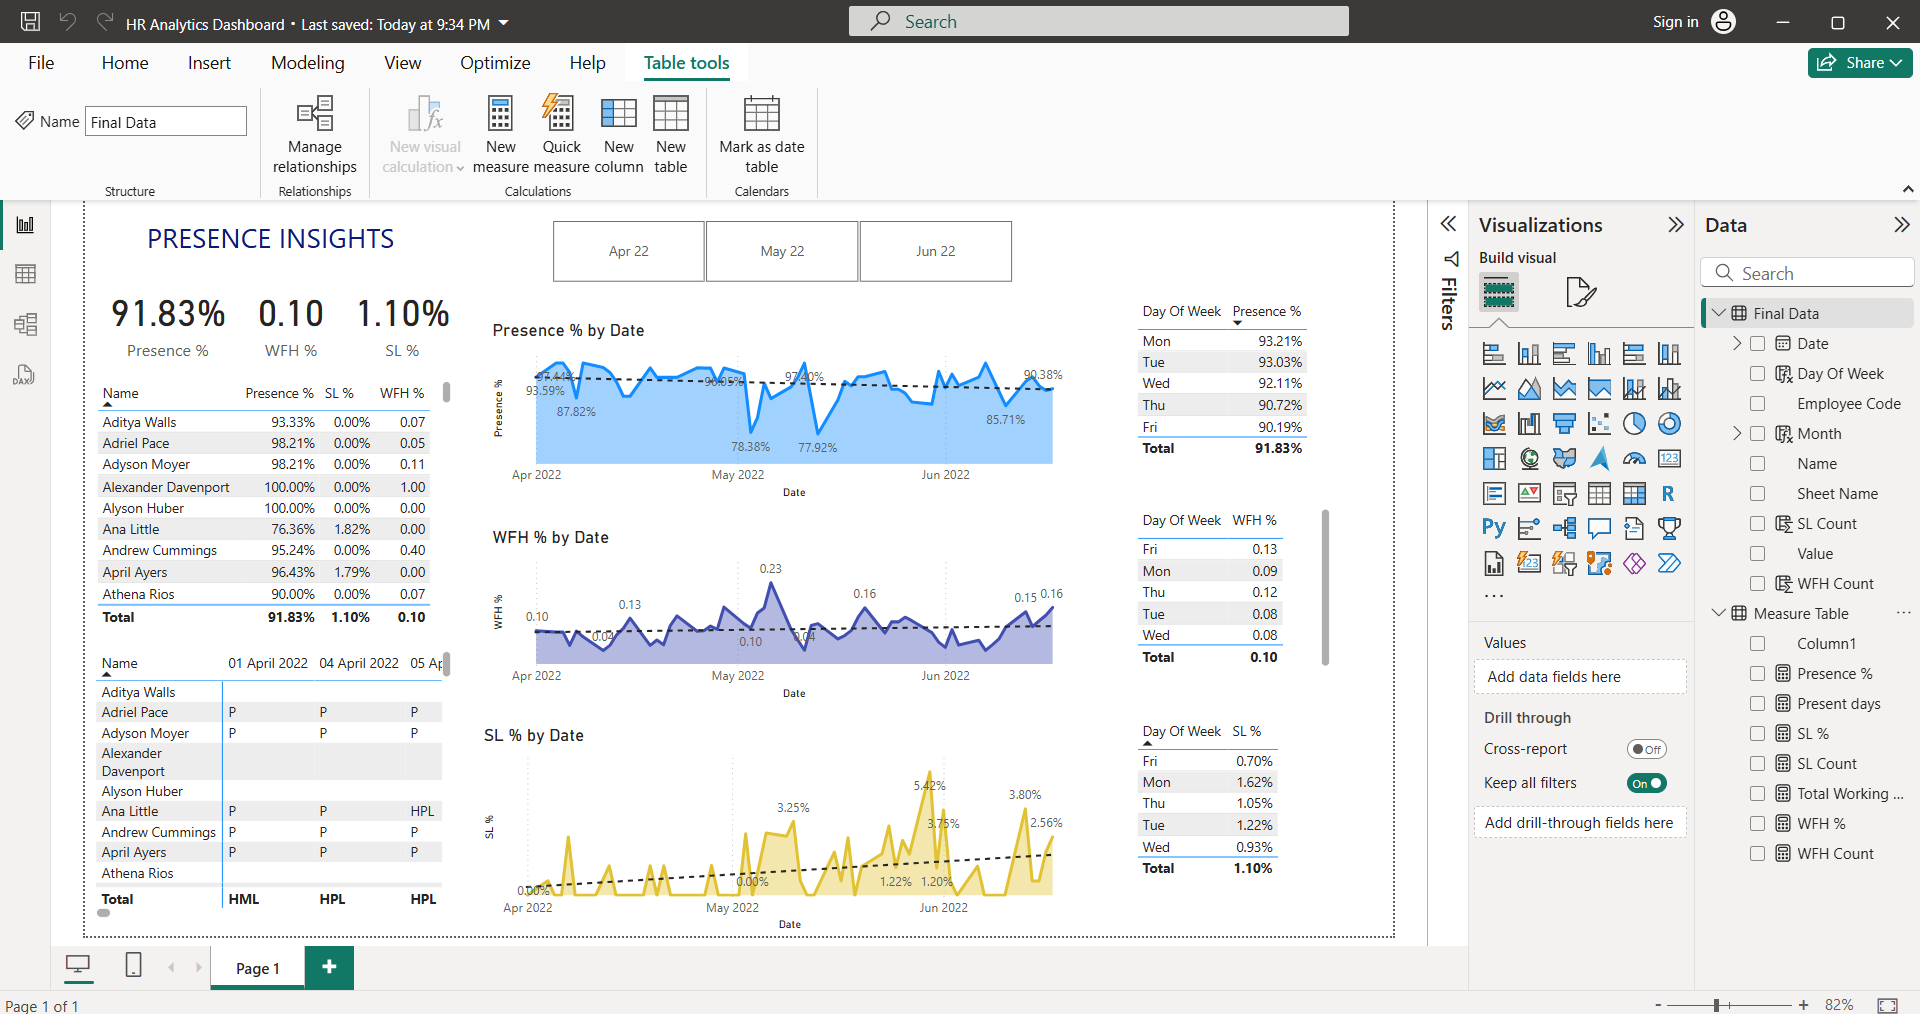 HR Analytics Dashboard • Last saved: Today at 9:34 PM
Search
Sign in
File Home Insert Modeling View Optimize Help Table tools
Share
Name Final Data
Structure
Manage relationships
Relationships
New visual calculation
New measure
Quick measure
New column
New table
Calculations
Mark as date table
Calendars
PRESENCE INSIGHTS
Apr 22 May 22 Jun 22
91.83% 0.10 1.10%
Presence % WFH % SL %
Name Presence % SL % WFH %
Aditya Walls 93.33% 0.00% 0.07
Adriel Pace 98.21% 0.00% 0.05
Adyson Moyer 98.21% 0.00% 0.11
Alexander Davenport 100.00% 0.00% 1.00
Alyson Huber 100.00% 0.00% 0.00
Ana Little 76.36% 1.82% 0.00
Andrew Cummings 95.24% 0.00% 0.40
April Ayers 96.43% 1.79% 0.00
Athena Rios 90.00% 0.00% 0.07
Total 91.83% 1.10% 0.10
Name 01 April 2022 04 April 2022 05 Ap
Aditya Walls
Adriel Pace P P P
Adyson Moyer P P P
Alexander
Davenport
Alyson Huber
Ana Little P P HPL
Andrew Cummings P P P
April Ayers P P P
Athena Rios
Total HML HPL HPL
Presence % by Date
Presence %
97.44%
93.59%
87.82%
96.05%
78.38%
97.40%
77.92%
85.71%
90.38%
Apr 2022 May 2022 Jun 2022
Date
WFH % by Date
WFH %
0.10
0.04
0.13
0.10
0.23
0.04
0.16
0.15 0.16
Apr 2022 May 2022 Jun 2022
Date
SL % by Date
SL %
0.00%
0.00%
3.25%
1.22%
5.42%
1.20%
3.75%
3.80%
2.56%
Apr 2022 May 2022 Jun 2022
Date
Day Of Week Presence %
Mon 93.21%
Tue 93.03%
Wed 92.11%
Thu 90.72%
Fri 90.19%
Total 91.83%
Day Of Week WFH %
Fri 0.13
Mon 0.09
Thu 0.12
Tue 0.08
Wed 0.08
Total 0.10
Day Of Week SL %
Fri 0.70%
Mon 1.62%
Thu 1.05%
Tue 1.22%
Wed 0.93%
Total 1.10%
Filters
Visualizations
Build visual
123
R
Py
123
...
Values
Add data fields here
Drill through
Cross-report Off
Keep all filters On
Add drill-through fields here
Data
Search
Final Data
Date
Day Of Week
Employee Code
Month
Name
Sheet Name
SL Count
Value
WFH Count
Measure Table ...
Column1
Presence %
Present days
SL %
SL Count
Total Working ...
WFH %
WFH Count
DAX
Page 1 +
Page 1 of 1
- + 82%